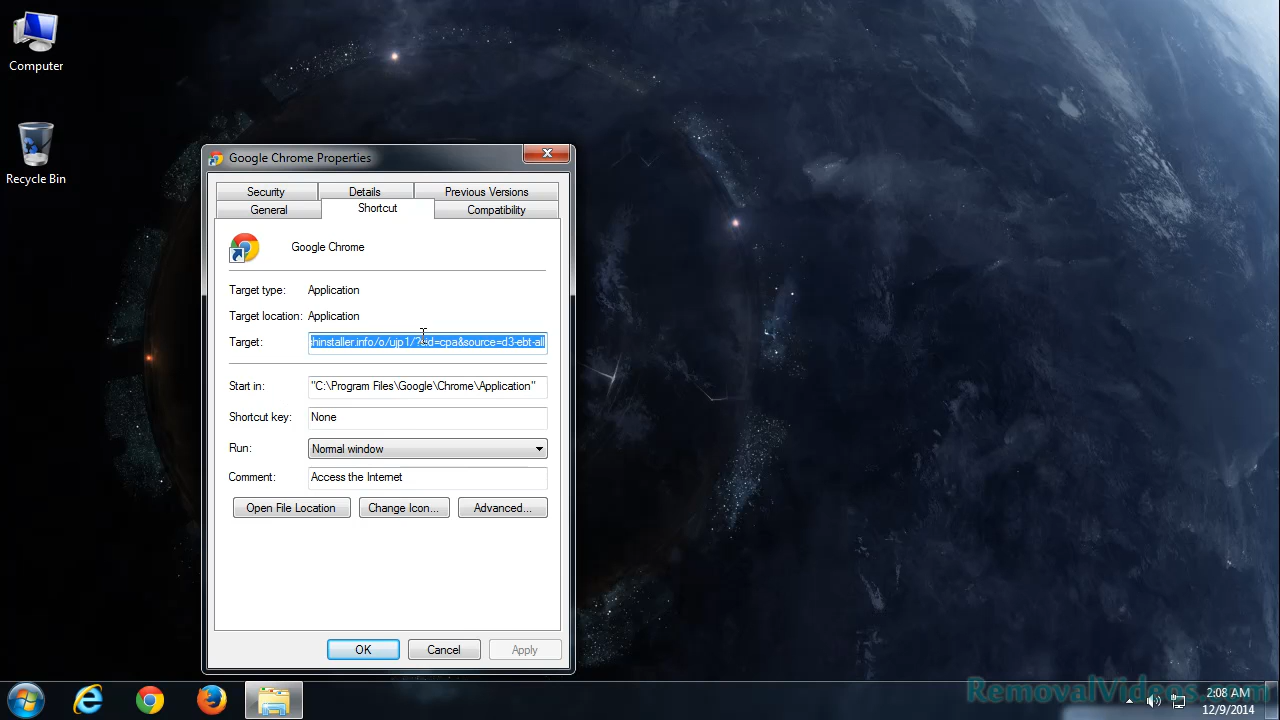 Computer
Recycle Bin
Google Chrome Properties
Security Details Previous Versions
General Shortcut Compatibility
Google Chrome
Target type: Application
Target location: Application
Target: shinstaller.info/o/ujp1/? d=cpa&source=d3-ebt-all
Start in: "C:\Program Files\Google\Chrome\Application"
Shortcut key: None
Run: Normal window
Comment: Access the Internet
Open File Location Change Icon... Advanced...
OK Cancel Apply
RemovalVideos.com
2:08 AM
12/9/2014